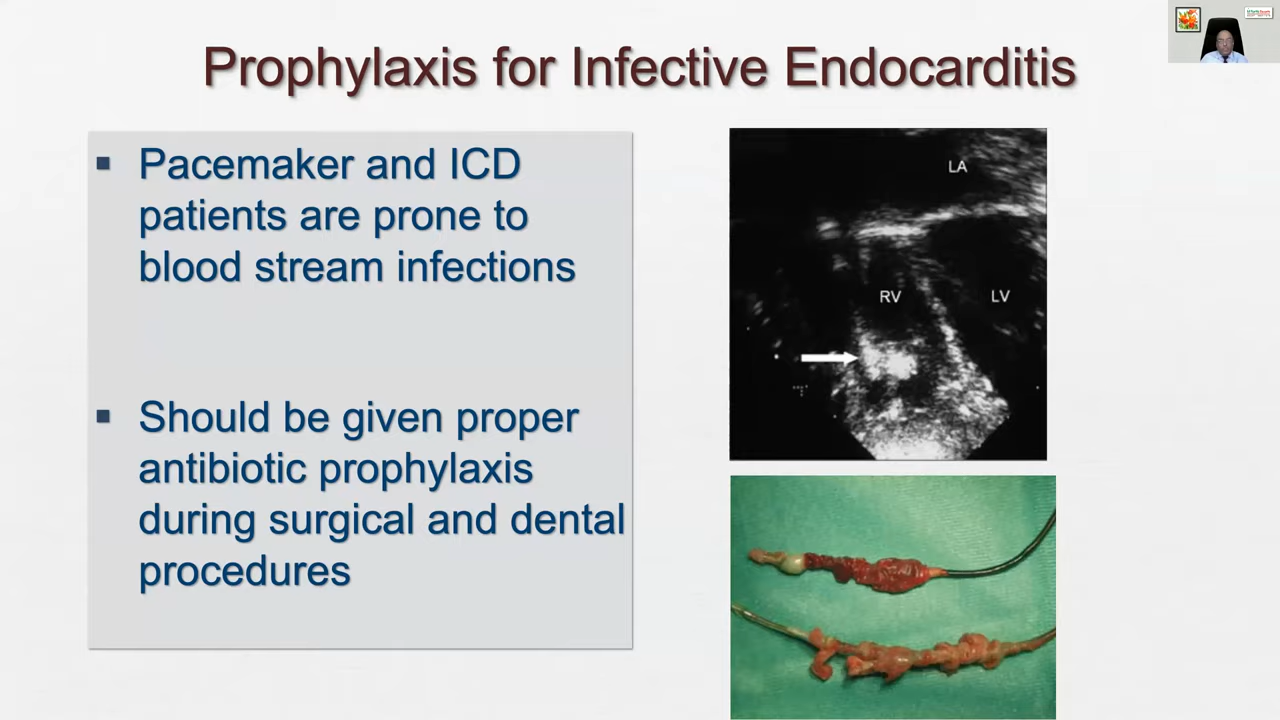 Prophylaxis for Infective Endocarditis
▪ Pacemaker and ICD
patients are prone to
blood stream infections
▪ Should be given proper
antibiotic prophylaxis
during surgical and dental
procedures
LA
RV
LV